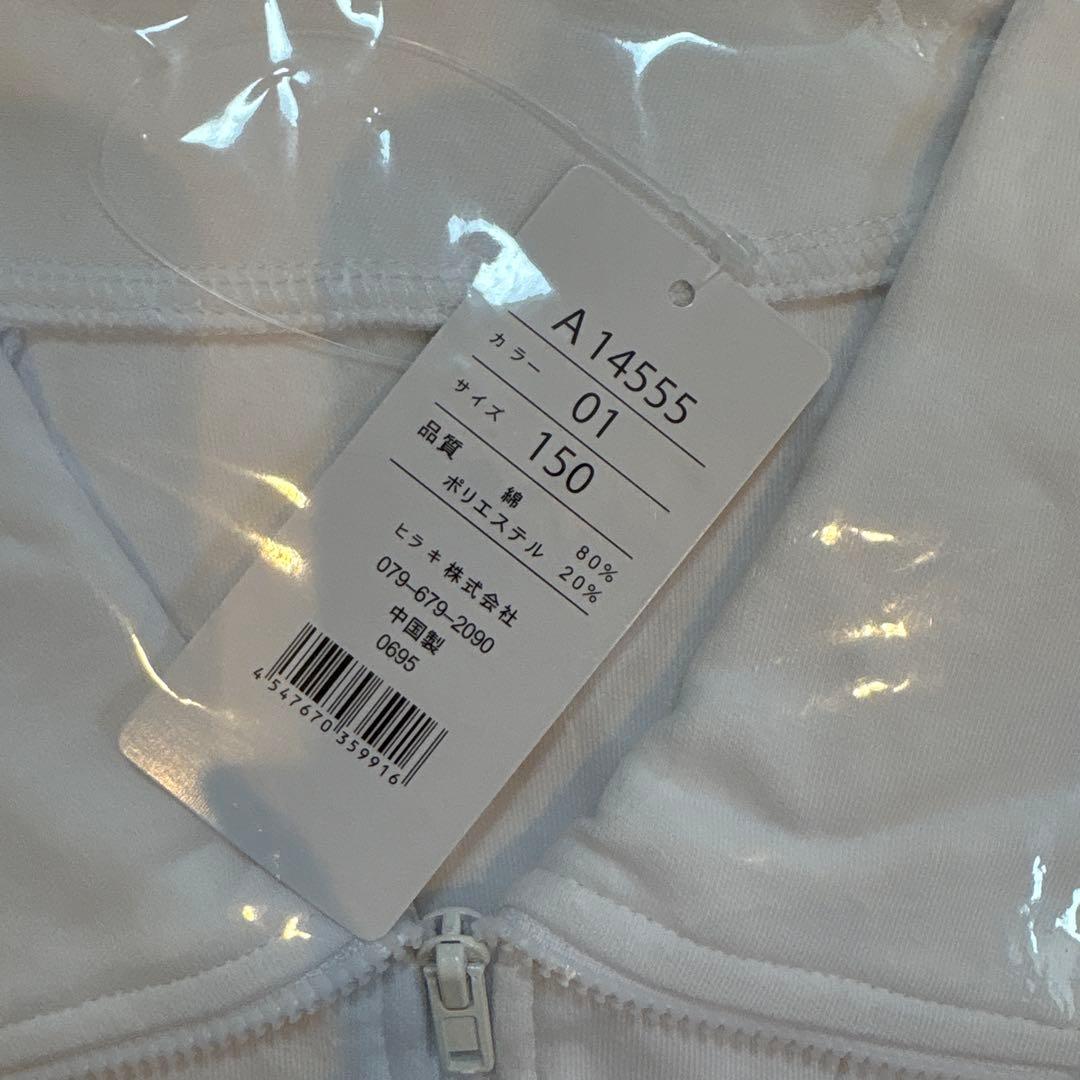 A14555
カラー 01
サイズ 150
品質 綿 80%
ポリエステル 20%
ヒラキ株式会社
079-679-2090
中国製
0695
4547670359916